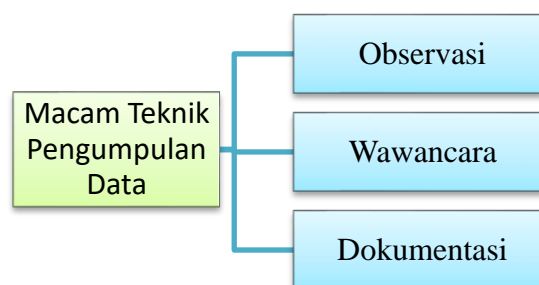 Macam Teknik
Pengumpulan
Data
Observasi
Wawancara
Dokumentasi